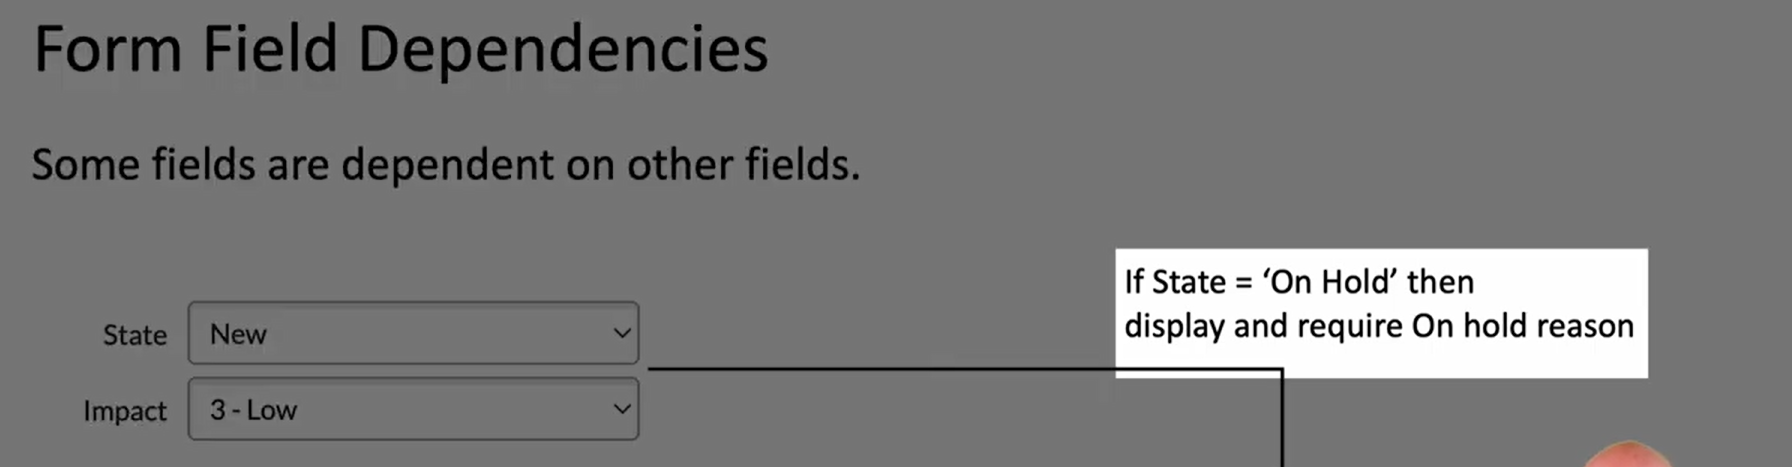 Form Field Dependencies
Some fields are dependent on other fields.
If State = ‘On Hold’ then
display and require On hold reason
State New
Impact 3 - Low